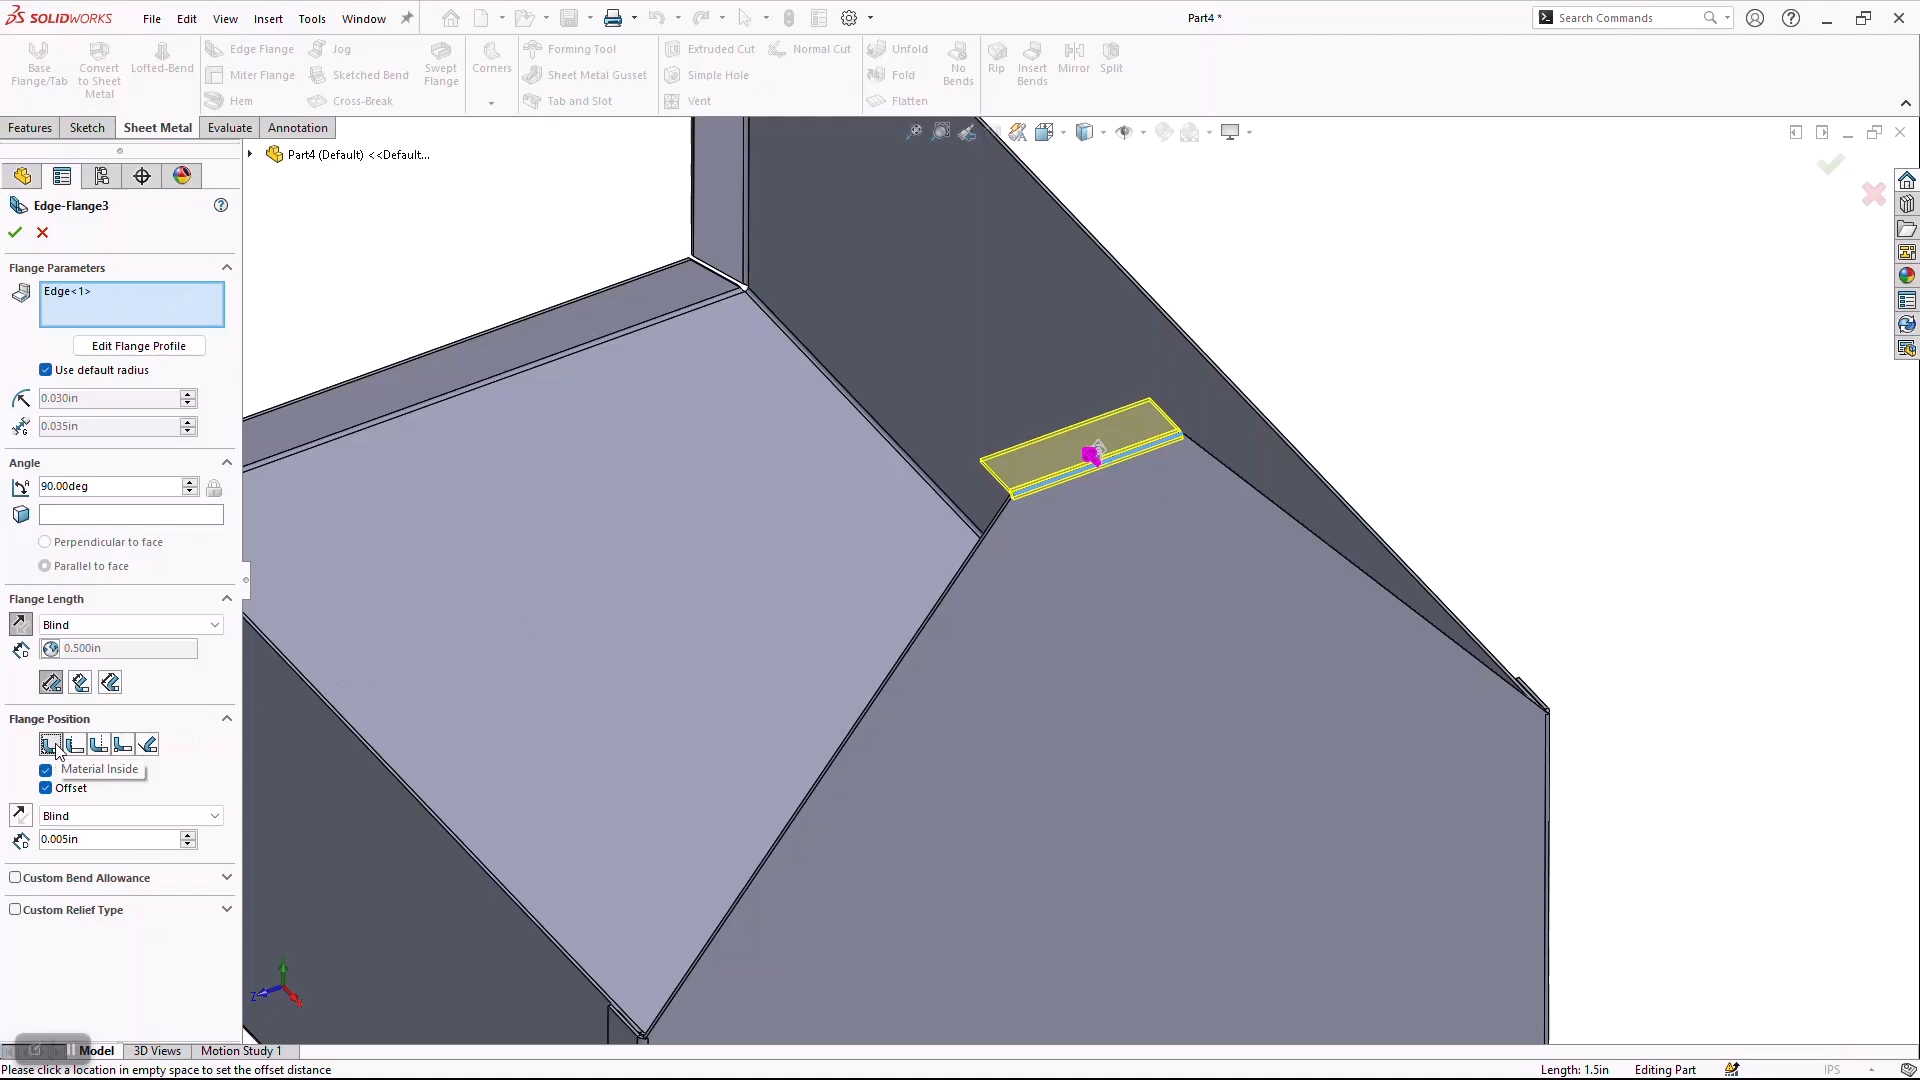 SOLIDWORKS File Edit View Insert Tools Window Part4 * Search Commands
Base Flange/Tab
Convert to Sheet Metal
Lofted-Bend
Edge Flange
Miter Flange
Hem
Jog
Sketched Bend
Cross-Break
Swept Flange
Corners
Forming Tool
Sheet Metal Gusset
Tab and Slot
Extruded Cut
Simple Hole
Vent
Normal Cut
Unfold
Fold
Flatten
No Bends
Rip
Insert Bends
Mirror
Split
Features Sketch Sheet Metal Evaluate Annotation
Part4 (Default) <<Default...
Edge-Flange3
Flange Parameters
Edge<1>
Edit Flange Profile
Use default radius
0.030in
0.035in
Angle
90.00deg
Perpendicular to face
Parallel to face
Flange Length
Blind
0.500in
Flange Position
Material Inside
Offset
Blind
0.005in
Custom Bend Allowance
Custom Relief Type
Z
Model 3D Views Motion Study 1
Please click a location in empty space to set the offset distance Length: 1.5in Editing Part IPS